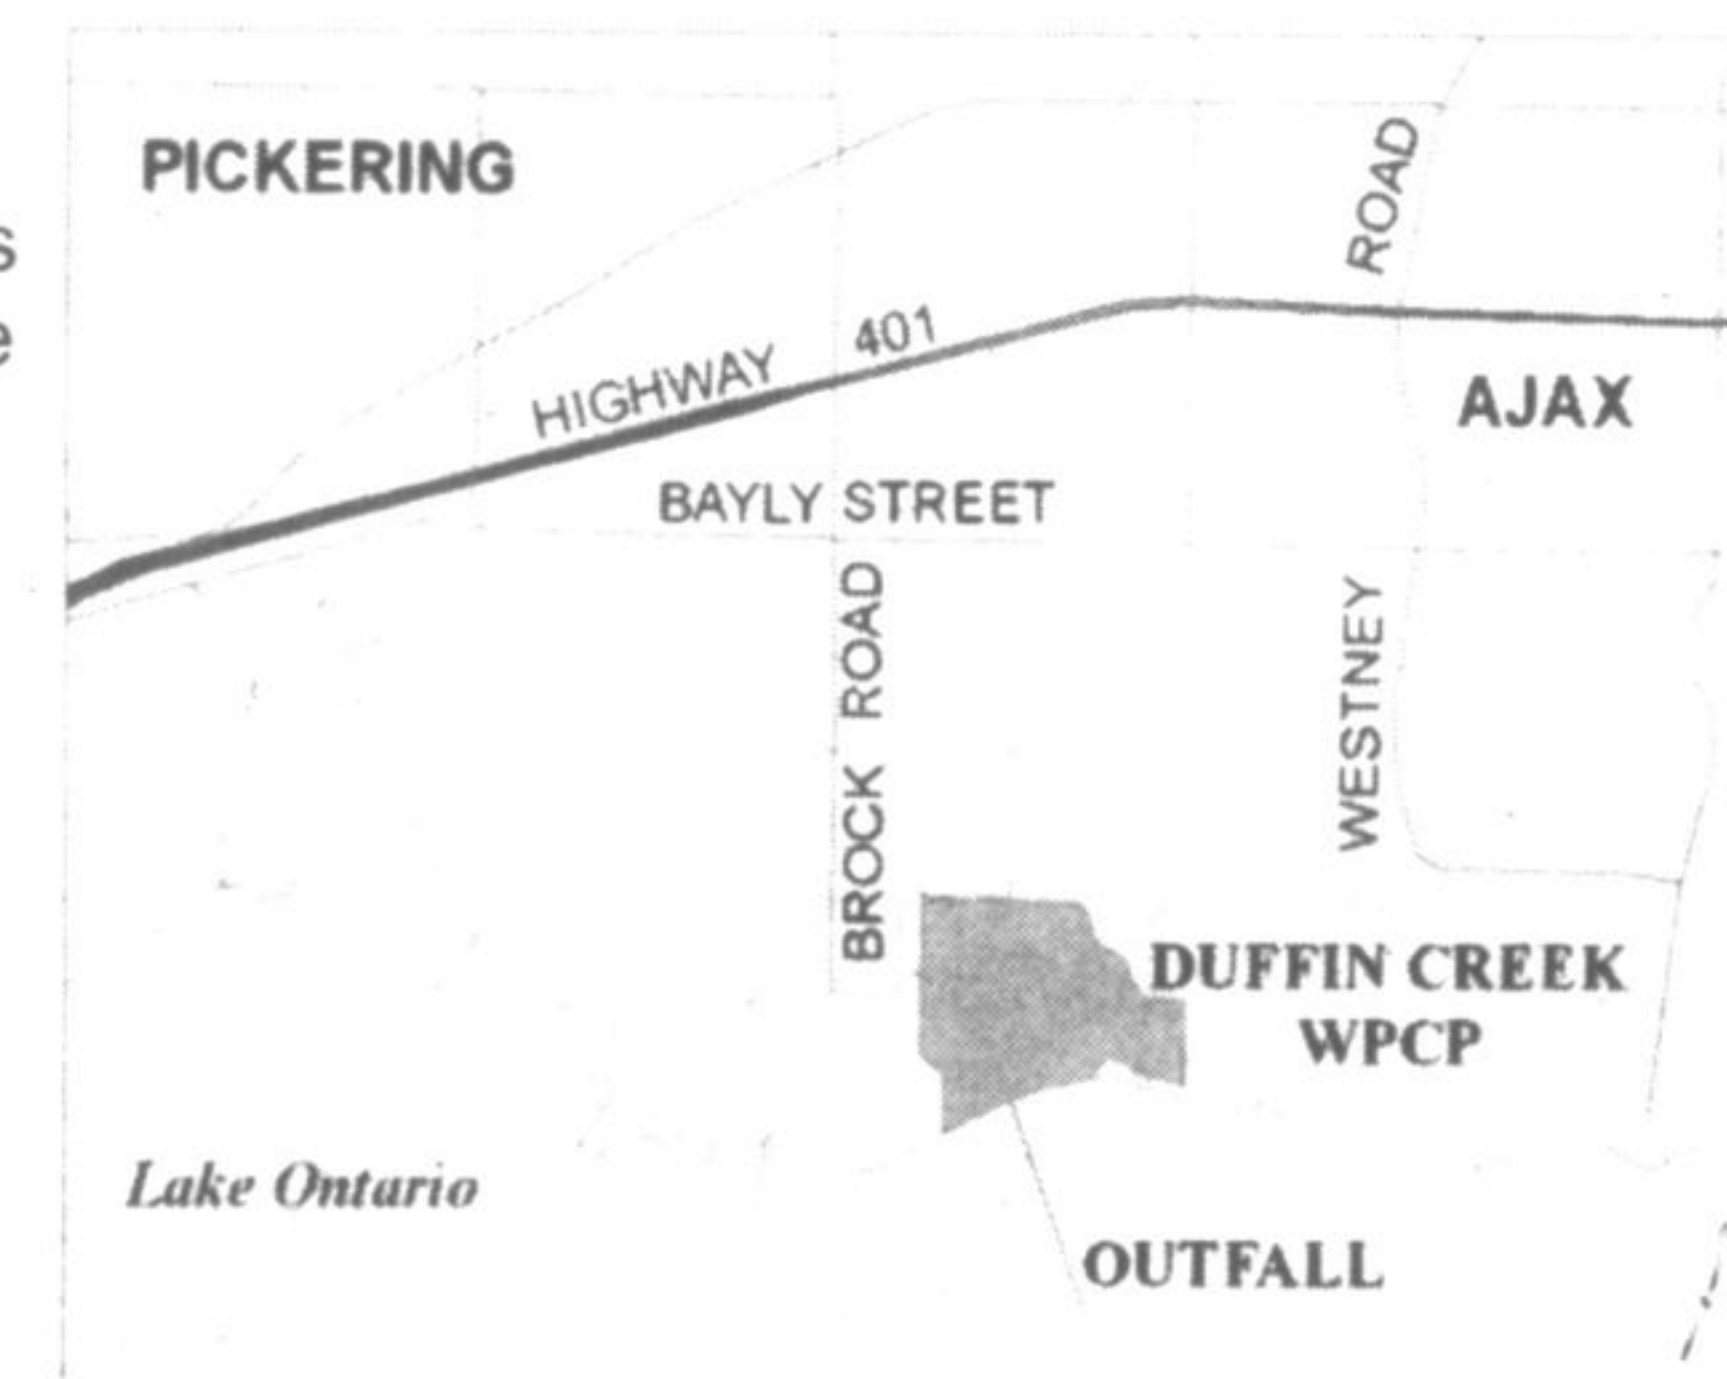 PICKERING
ROAD
s
e
HIGHWAY 401
AJAX
BAYLY STREET
BROCK ROAD
WESTNEY
DUFFIN CREEK
WPCP
Lake Ontario
OUTFALL